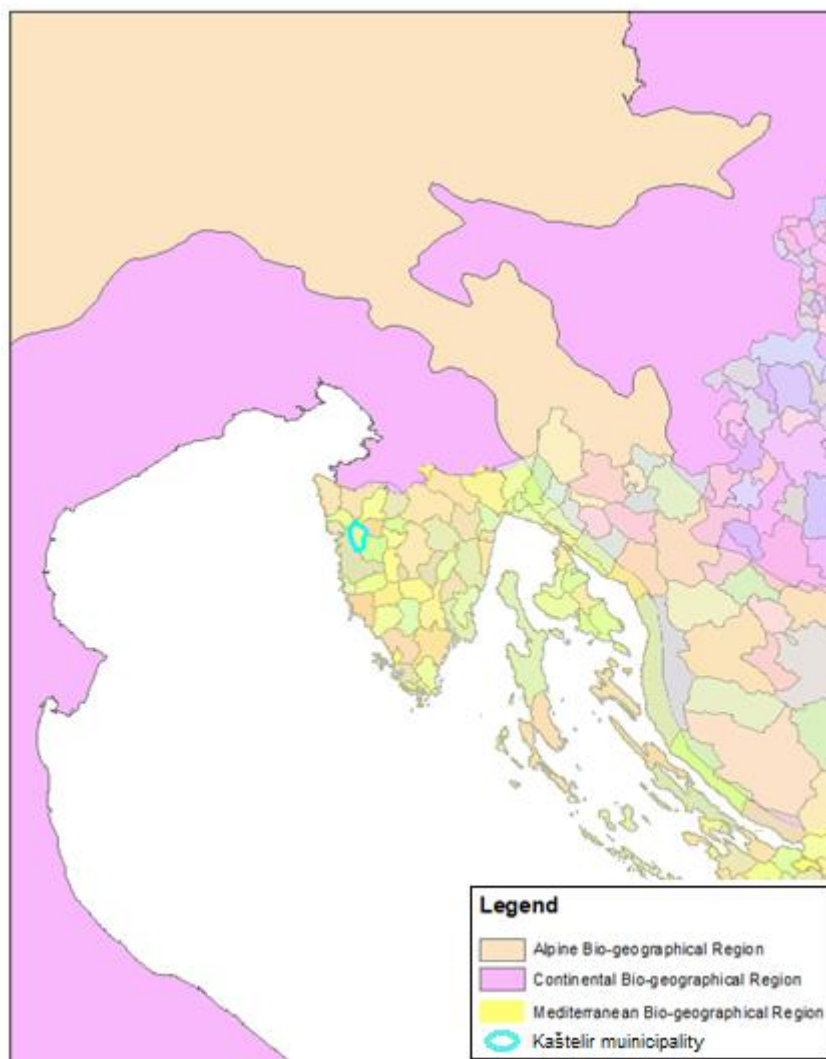 Legend
Alpine Bio-geographical Region
Continental Bio-geographical Region
Mediterranean Bio-geographical Region
Kaštelir muinicipality